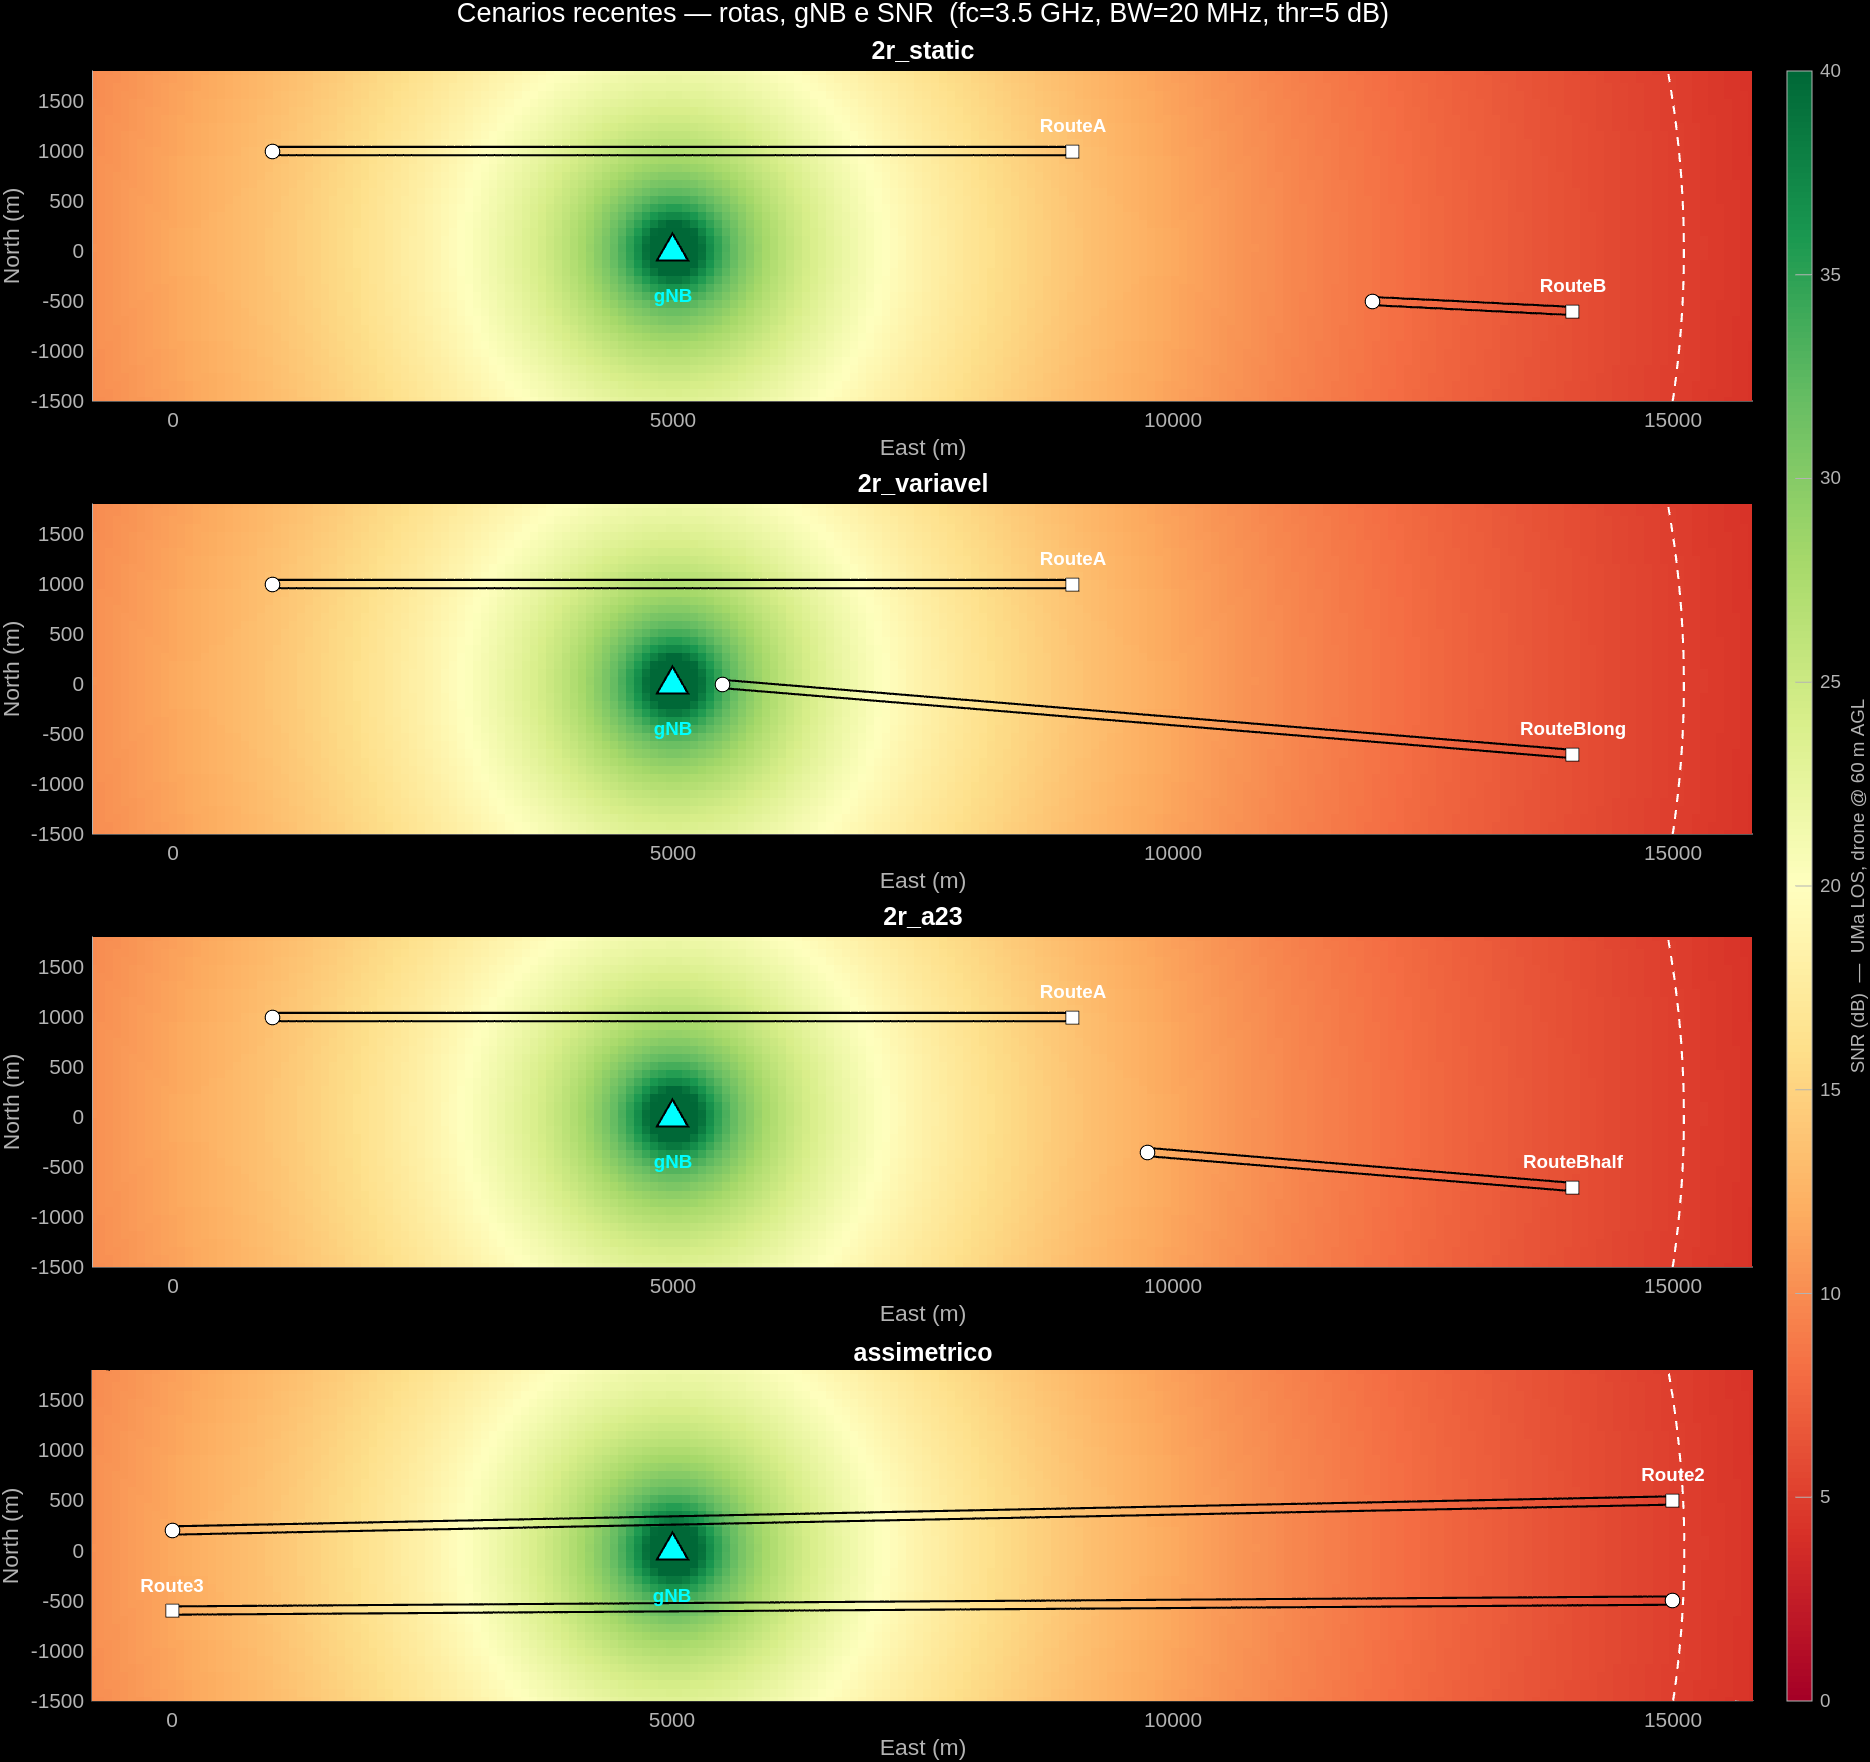 Cenarios recentes — rotas, gNB e SNR  (fc=3.5 GHz, BW=20 MHz, thr=5 dB)
2r_static
1500
1000
500
0
-500
-1000
-1500
North (m)
RouteA
gNB
RouteB
0
5000
10000
15000
East (m)
2r_variavel
1500
1000
500
0
-500
-1000
-1500
North (m)
RouteA
gNB
RouteBlong
0
5000
10000
15000
East (m)
2r_a23
1500
1000
500
0
-500
-1000
-1500
North (m)
RouteA
gNB
RouteBhalf
0
5000
10000
15000
East (m)
assimetrico
1500
1000
500
0
-500
-1000
-1500
North (m)
Route2
Route3
gNB
0
5000
10000
15000
East (m)
40
35
30
25
20
15
10
5
0
SNR (dB)  —  UMa LOS, drone @ 60 m AGL